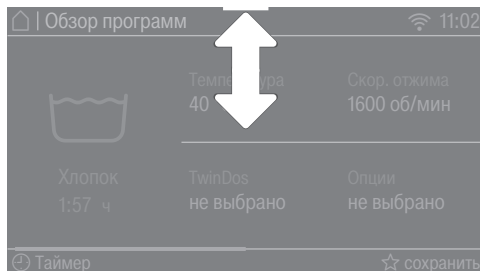 | Обзор программ 11:02
Температура Скор. отжима
40 1600 об/мин
Хлопок TwinDos Опции
1:57 ч не выбрано не выбрано
Таймер сохранить